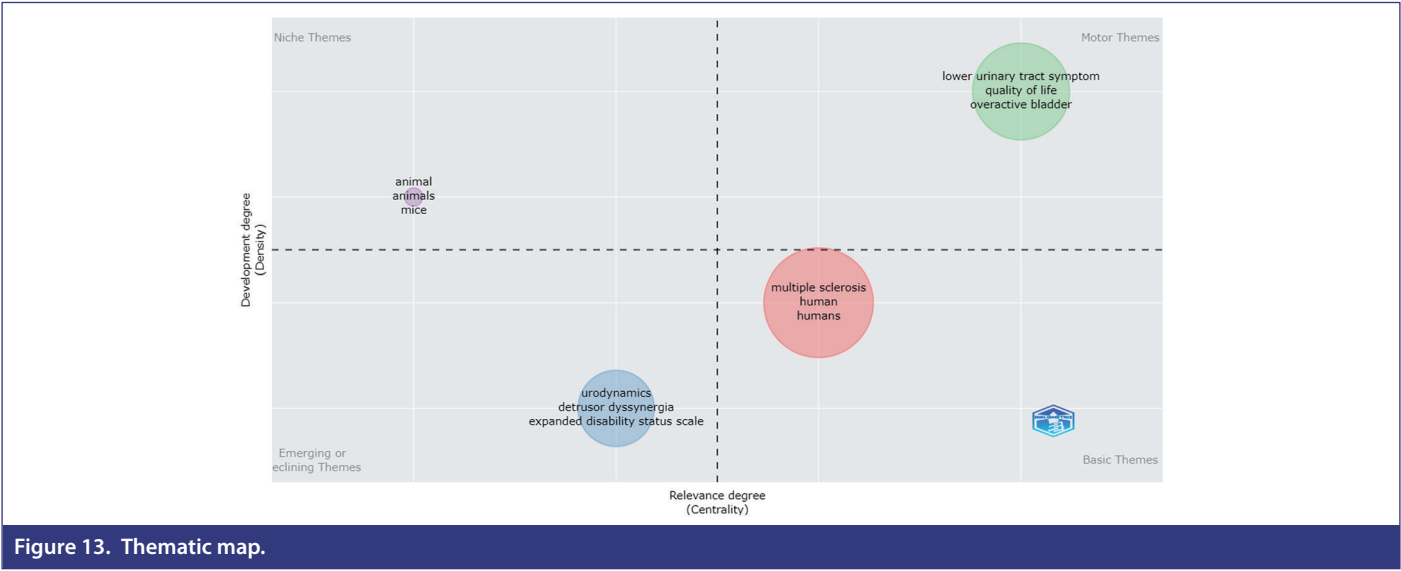 Niche Themes
Motor Themes
lower urinary tract symptom
quality of life
overactive bladder
animal
animals
mice
Development degree
(Density)
multiple sclerosis
human
humans
urodynamics
detrusor dyssynergia
expanded disability status scale
Emerging or
eclining Themes
Basic Themes
Relevance degree
(Centrality)
Figure 13. Thematic map.